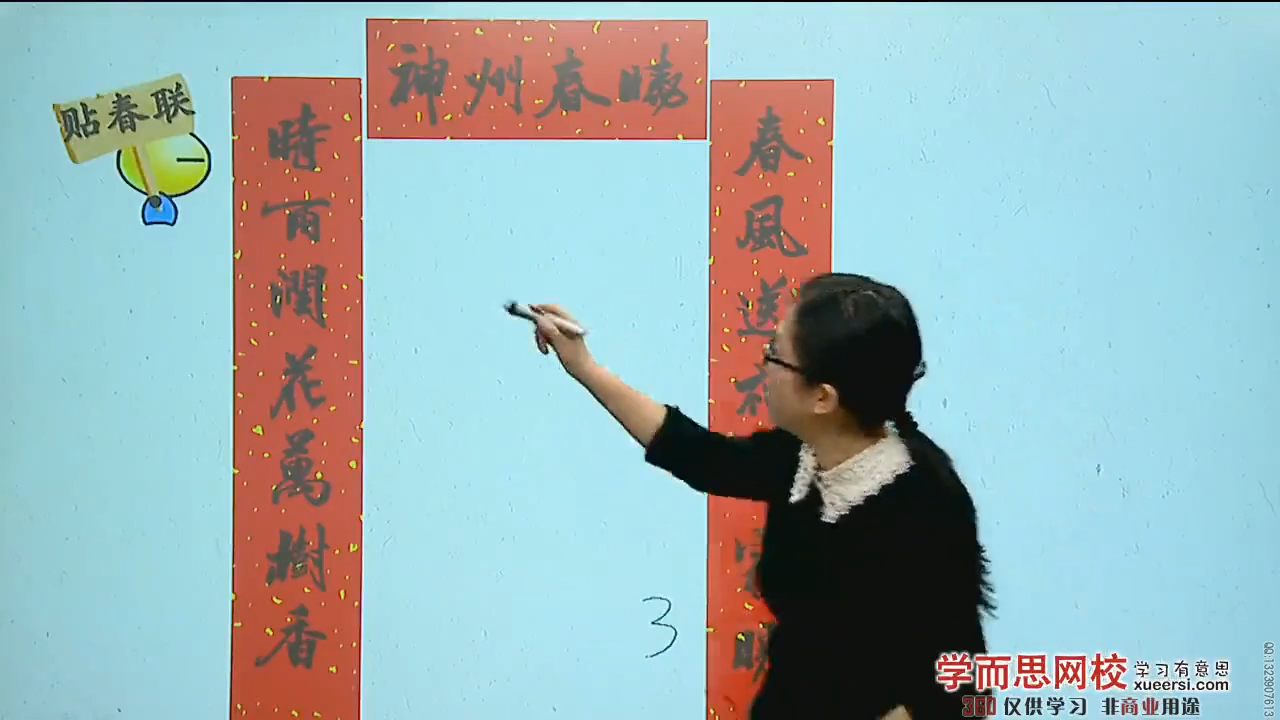 贴春联
神州春曉
春風送
時雨潤花萬樹香
3
学而思网校 学习有意思
xueersi.com
360 仅供学习 非商业用途
QQ:132307613